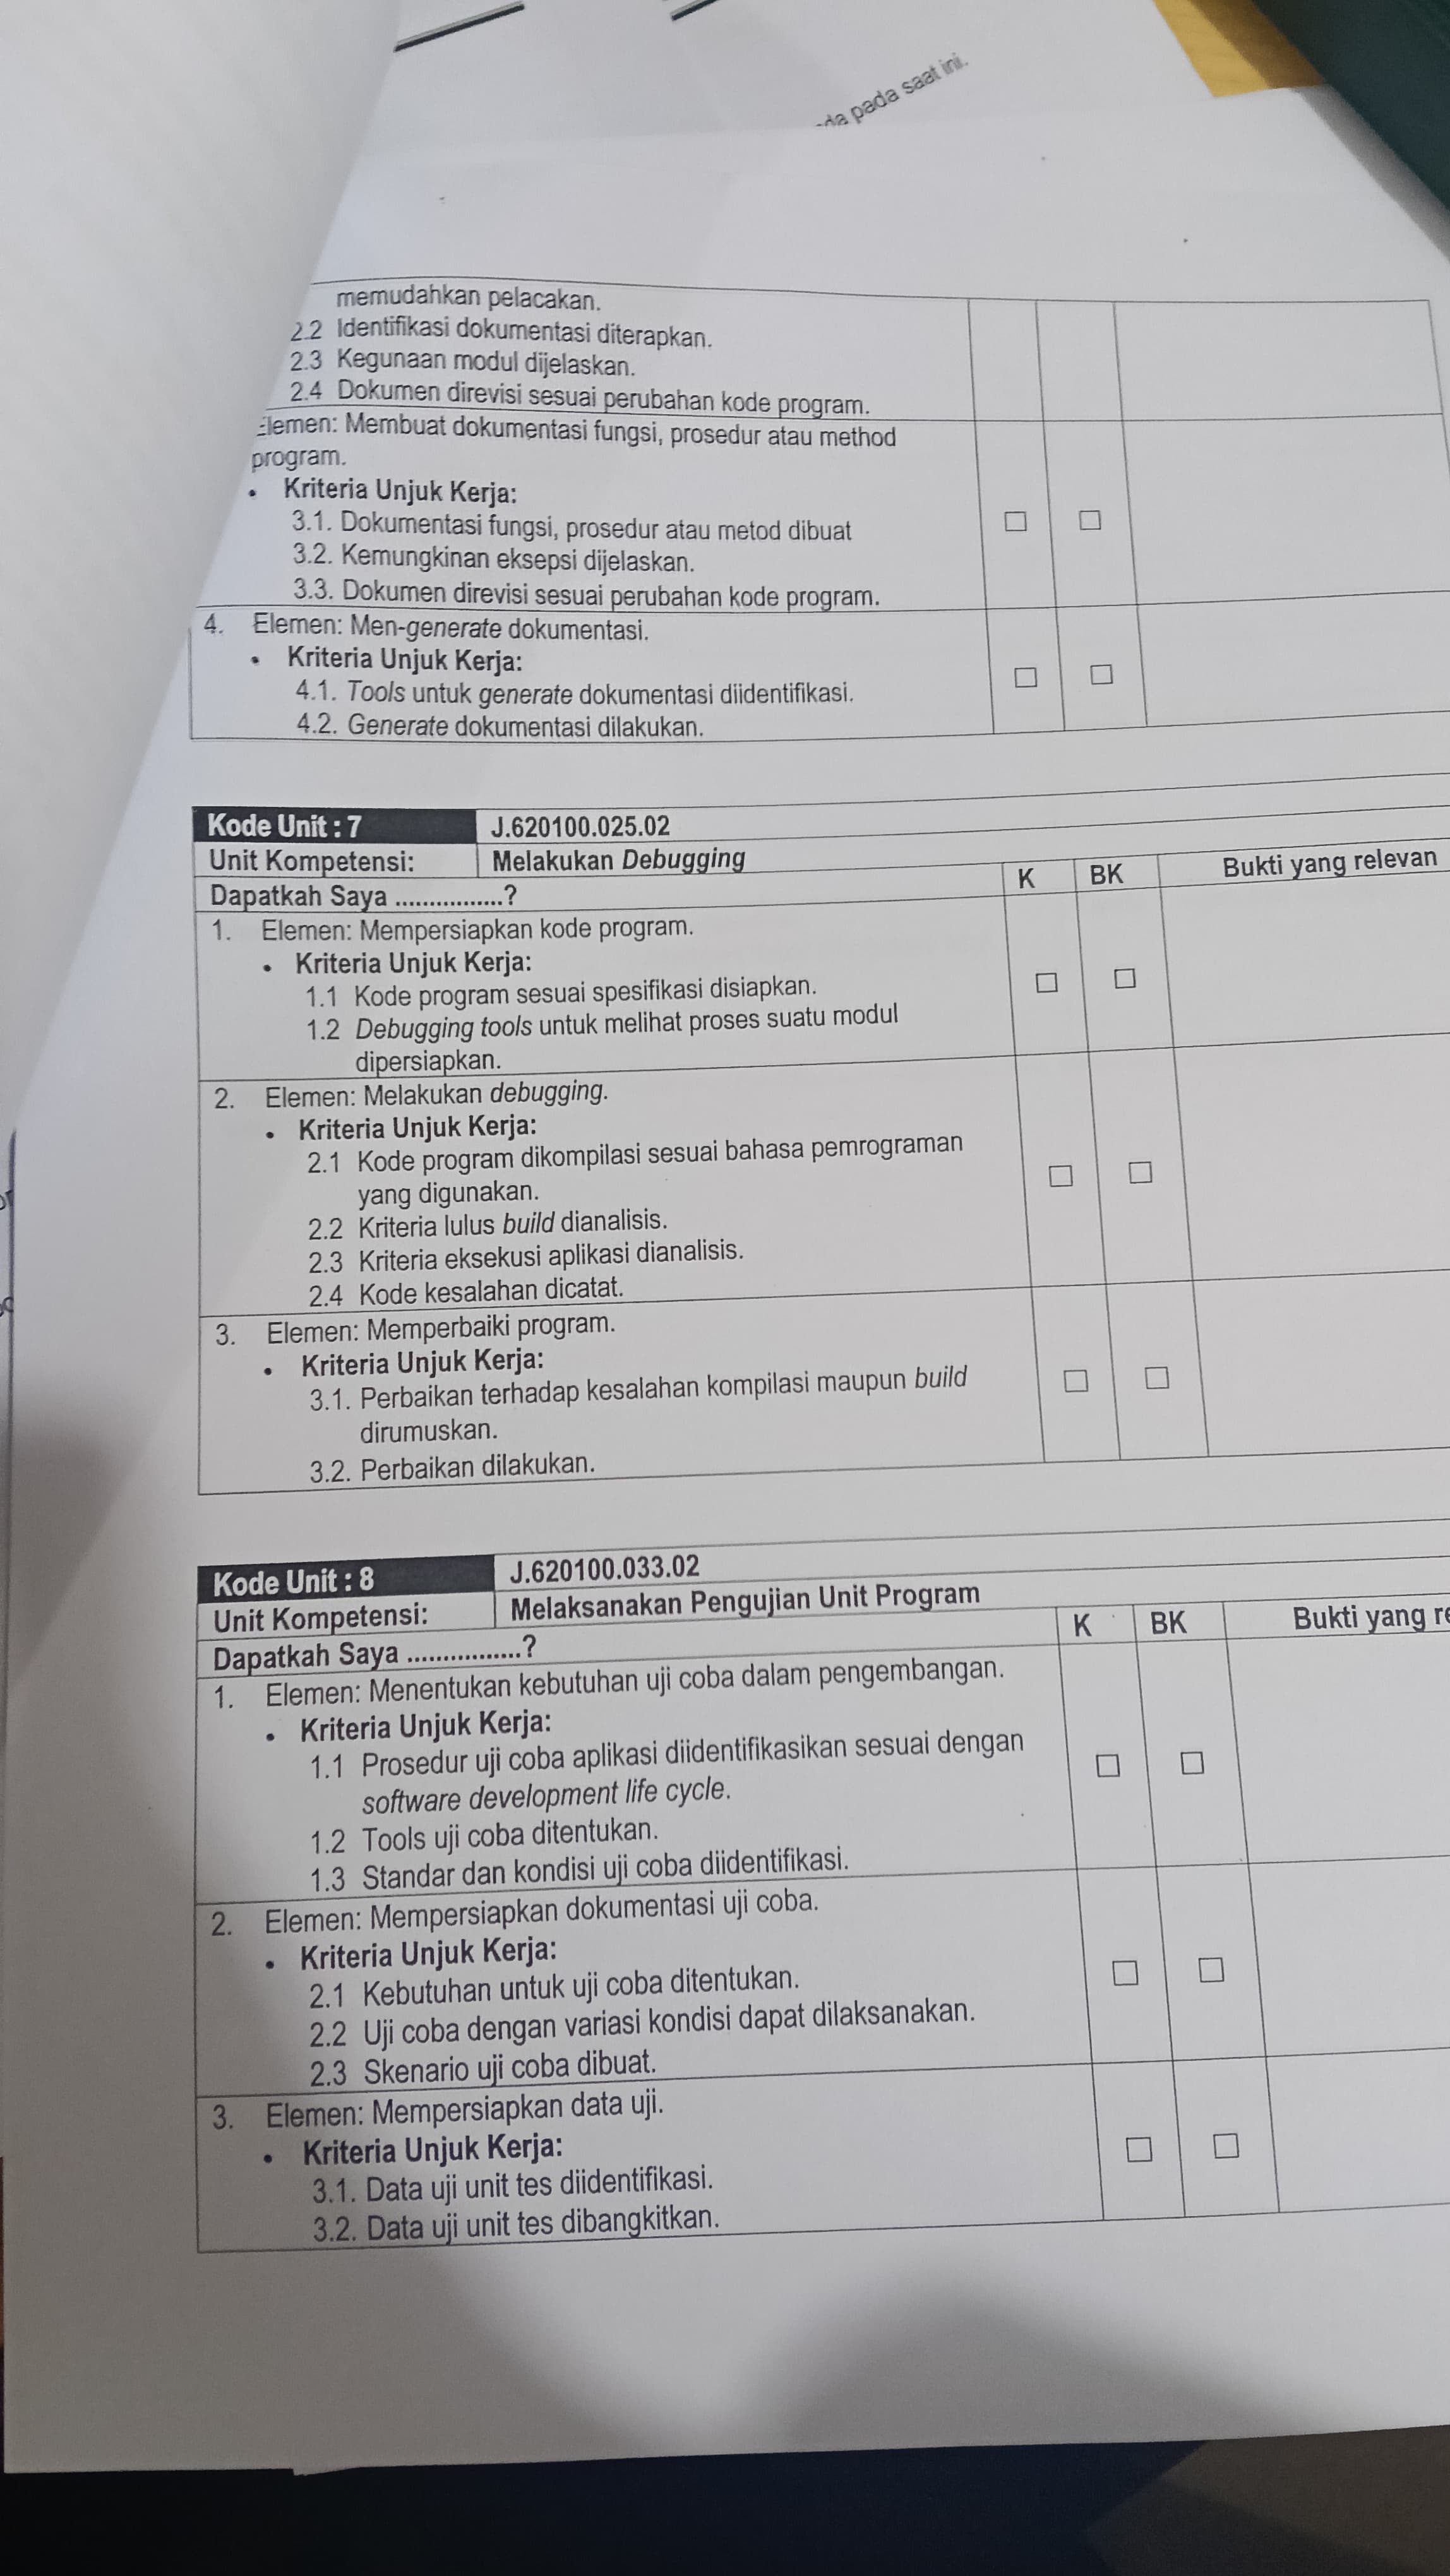 pada saat ini.
memudahkan pelacakan.
2.2 Identifikasi dokumentasi diterapkan.
2.3 Kegunaan modul dijelaskan.
2.4 Dokumen direvisi sesuai perubahan kode program.
Elemen: Membuat dokumentasi fungsi, prosedur atau method
program.
• Kriteria Unjuk Kerja:
3.1. Dokumentasi fungsi, prosedur atau metod dibuat
3.2. Kemungkinan eksepsi dijelaskan.
3.3. Dokumen direvisi sesuai perubahan kode program.
4. Elemen: Men-generate dokumentasi.
• Kriteria Unjuk Kerja:
4.1. Tools untuk generate dokumentasi diidentifikasi.
4.2. Generate dokumentasi dilakukan.
Kode Unit : 7 J.620100.025.02
Unit Kompetensi: Melakukan Debugging
Dapatkah Saya ................? K BK Bukti yang relevan
1. Elemen: Mempersiapkan kode program.
• Kriteria Unjuk Kerja:
1.1 Kode program sesuai spesifikasi disiapkan.
1.2 Debugging tools untuk melihat proses suatu modul
dipersiapkan.
2. Elemen: Melakukan debugging.
• Kriteria Unjuk Kerja:
2.1 Kode program dikompilasi sesuai bahasa pemrograman
yang digunakan.
2.2 Kriteria lulus build dianalisis.
2.3 Kriteria eksekusi aplikasi dianalisis.
2.4 Kode kesalahan dicatat.
3. Elemen: Memperbaiki program.
• Kriteria Unjuk Kerja:
3.1. Perbaikan terhadap kesalahan kompilasi maupun build
dirumuskan.
3.2. Perbaikan dilakukan.
Kode Unit : 8 J.620100.033.02
Unit Kompetensi: Melaksanakan Pengujian Unit Program
Dapatkah Saya ................? K BK Bukti yang re
1. Elemen: Menentukan kebutuhan uji coba dalam pengembangan.
• Kriteria Unjuk Kerja:
1.1 Prosedur uji coba aplikasi diidentifikasikan sesuai dengan
software development life cycle.
1.2 Tools uji coba ditentukan.
1.3 Standar dan kondisi uji coba diidentifikasi.
2. Elemen: Mempersiapkan dokumentasi uji coba.
• Kriteria Unjuk Kerja:
2.1 Kebutuhan untuk uji coba ditentukan.
2.2 Uji coba dengan variasi kondisi dapat dilaksanakan.
2.3 Skenario uji coba dibuat.
3. Elemen: Mempersiapkan data uji.
• Kriteria Unjuk Kerja:
3.1. Data uji unit tes diidentifikasi.
3.2. Data uji unit tes dibangkitkan.